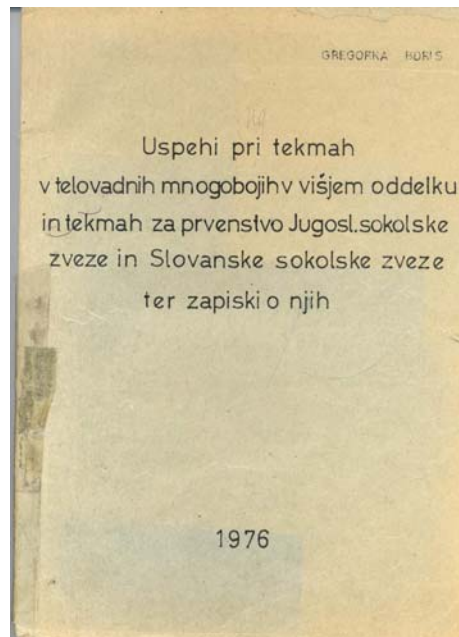 GREGORKA BORIS
Uspehi pri tekmah
v telovadnih mnogobojih v višjem oddelku
in tekmah za prvenstvo Jugosl. sokolske
zveze in Slovanske sokolske zveze
ter zapiski o njih
1976